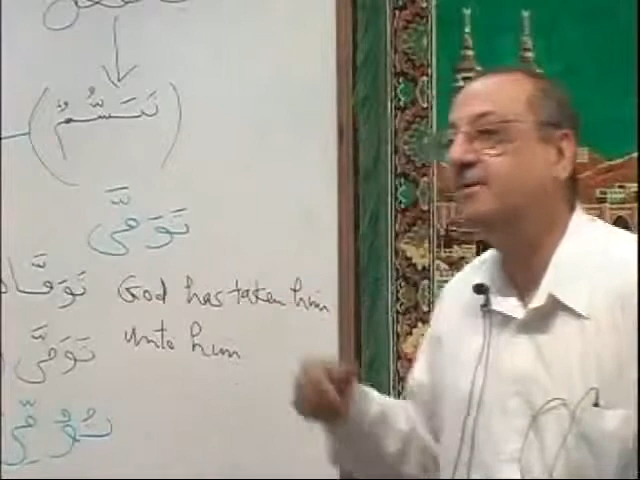 (تَبَسُّمٌ)
تَوَفَّى
تَوَفَّاه God has taken him
unto him
تَوَفَّى
تُوُفِّي